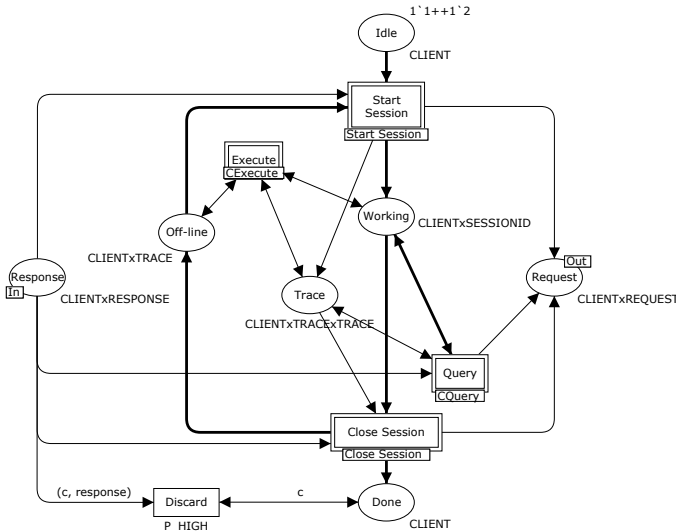 1`1++1`2
Idle
CLIENT
Start
Session
Start Session
Execute
CExecute
Working
CLIENTxSESSIONID
Off-line
CLIENTxTRACE
Response
In
CLIENTxRESPONSE
Out
Request
CLIENTxREQUEST
Trace
CLIENTxTRACExTRACE
Query
CQuery
Close Session
Close Session
(c, response)
Discard
c
Done
P_HIGH
CLIENT